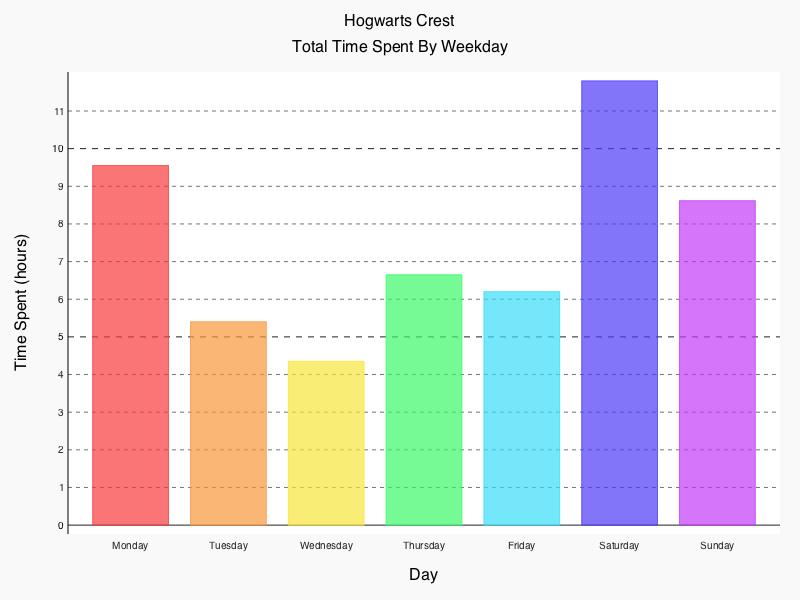 Hogwarts Crest
Total Time Spent By Weekday
Time Spent (hours)
11
10
9
8
7
6
5
4
3
2
1
0
Monday Tuesday Wednesday Thursday Friday Saturday Sunday
Day